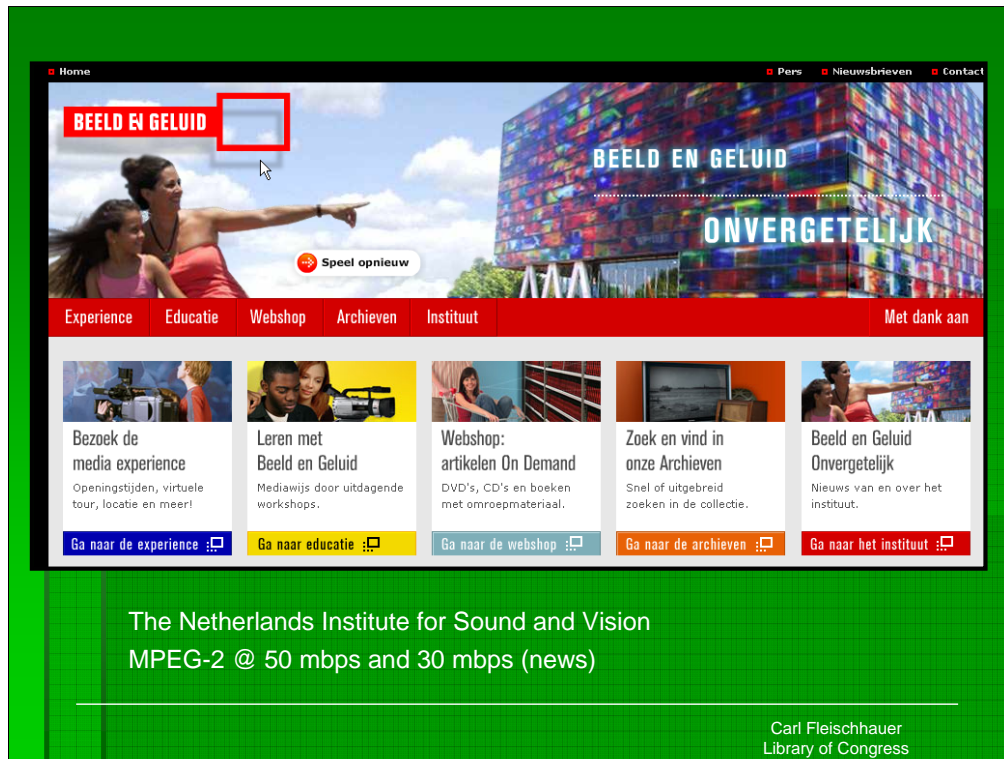 Home
Pers Nieuwsbrieven Contact
BEELD EN GELUID
BEELD EN GELUID
ONVERGETELIJK
Speel opnieuw
Experience Educatie Webshop Archieven Instituut Met dank aan
Bezoek de
media experience
Openingstijden, virtuele
tour, locatie en meer!
Ga naar de experience
Leren met
Beeld en Geluid
Mediawijs door uitdagende
workshops.
Ga naar educatie
Webshop:
artikelen On Demand
DVD's, CD's en boeken
met omroepmateriaal.
Ga naar de webshop
Zoek en vind in
onze Archieven
Snel of uitgebreid
zoeken in de collectie.
Ga naar de archieven
Beeld en Geluid
Onvergetelijk
Nieuws van en over het
instituut.
Ga naar het instituut
The Netherlands Institute for Sound and Vision
MPEG-2 @ 50 mbps and 30 mbps (news)
Carl Fleischhauer
Library of Congress